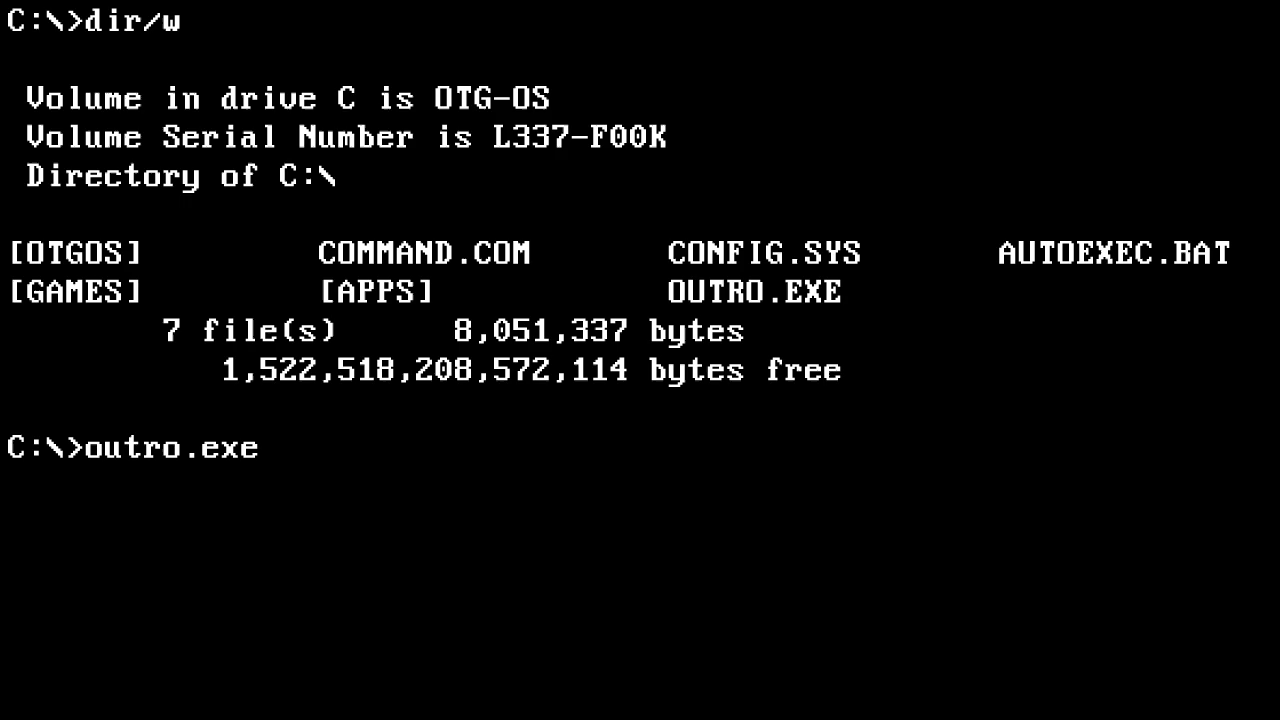 C:\>dir/w
Volume in drive C is OTG-OS
Volume Serial Number is L337-F00K
Directory of C:\
[OTGOS] COMMAND.COM CONFIG.SYS AUTOEXEC.BAT
[GAMES] [APPS] OUTRO.EXE
7 file(s) 8,051,337 bytes
1,522,518,208,572,114 bytes free
C:\>outro.exe